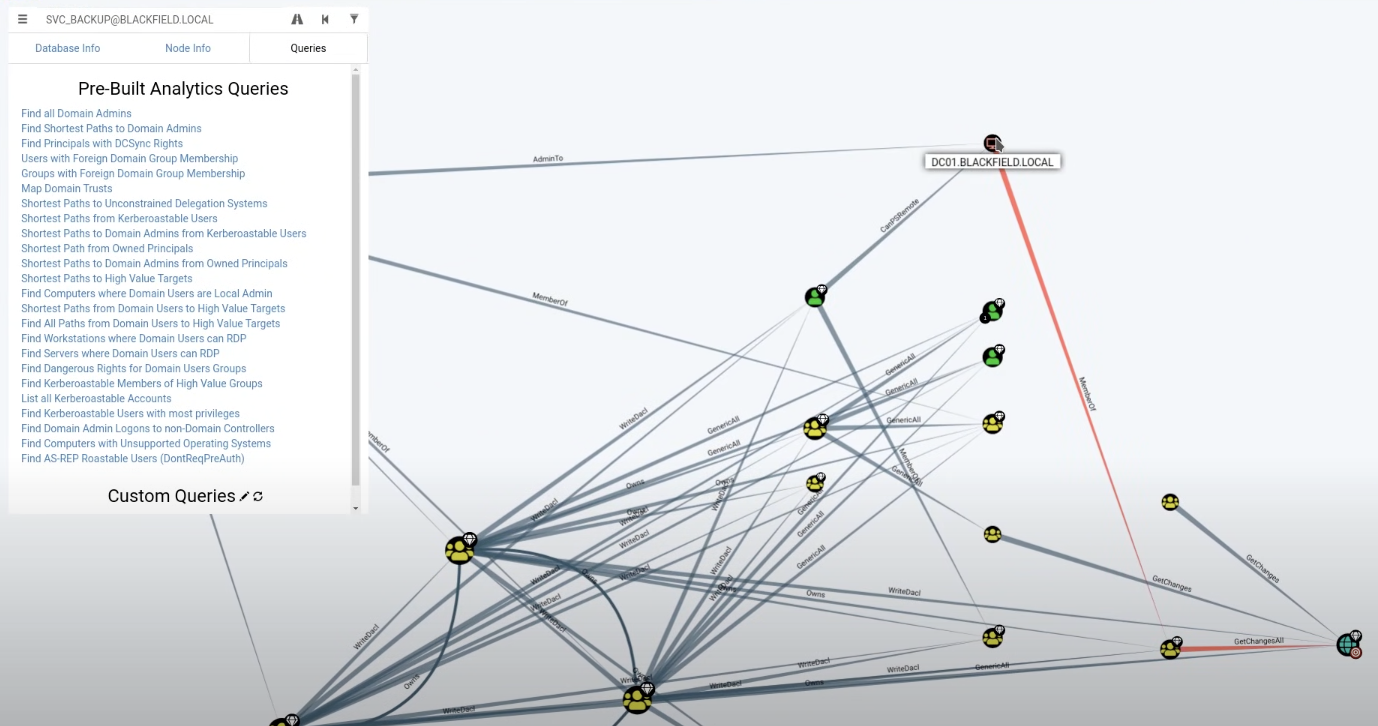 SVC_BACKUP@BLACKFIELD.LOCAL
Database Info
Node Info
Queries
Pre-Built Analytics Queries
Find all Domain Admins
Find Shortest Paths to Domain Admins
Find Principals with DCSync Rights
Users with Foreign Domain Group Membership
Groups with Foreign Domain Group Membership
Map Domain Trusts
Shortest Paths to Unconstrained Delegation Systems
Shortest Paths from Kerberoastable Users
Shortest Paths to Domain Admins from Kerberoastable Users
Shortest Path from Owned Principals
Shortest Paths to Domain Admins from Owned Principals
Shortest Paths to High Value Targets
Find Computers where Domain Users are Local Admin
Shortest Paths from Domain Users to High Value Targets
Find All Paths from Domain Users to High Value Targets
Find Workstations where Domain Users can RDP
Find Servers where Domain Users can RDP
Find Dangerous Rights for Domain Users Groups
Find Kerberoastable Members of High Value Groups
List all Kerberoastable Accounts
Find Kerberoastable Users with most privileges
Find Domain Admin Logons to non-Domain Controllers
Find Computers with Unsupported Operating Systems
Find AS-REP Roastable Users (DontReqPreAuth)
Custom Queries
AdminTo
DC01.BLACKFIELD.LOCAL
CanPSRemote
MemberOf
MemberOf
GenericAll
GenericAll
WriteDacl
GenericAll
GenericAll
GenericAll
MemberOf
Owns
WriteDacl
WriteDacl
GenericAll
WriteDacl
GenericAll
WriteDacl
WriteDacl
WriteDacl
Owns
WriteDacl
GetChanges
GetChanges
WriteDacl
WriteDacl
GetChangesAll
WriteDacl
WriteDacl
GenericAll
Owns
WriteDacl
Owns
WriteDacl